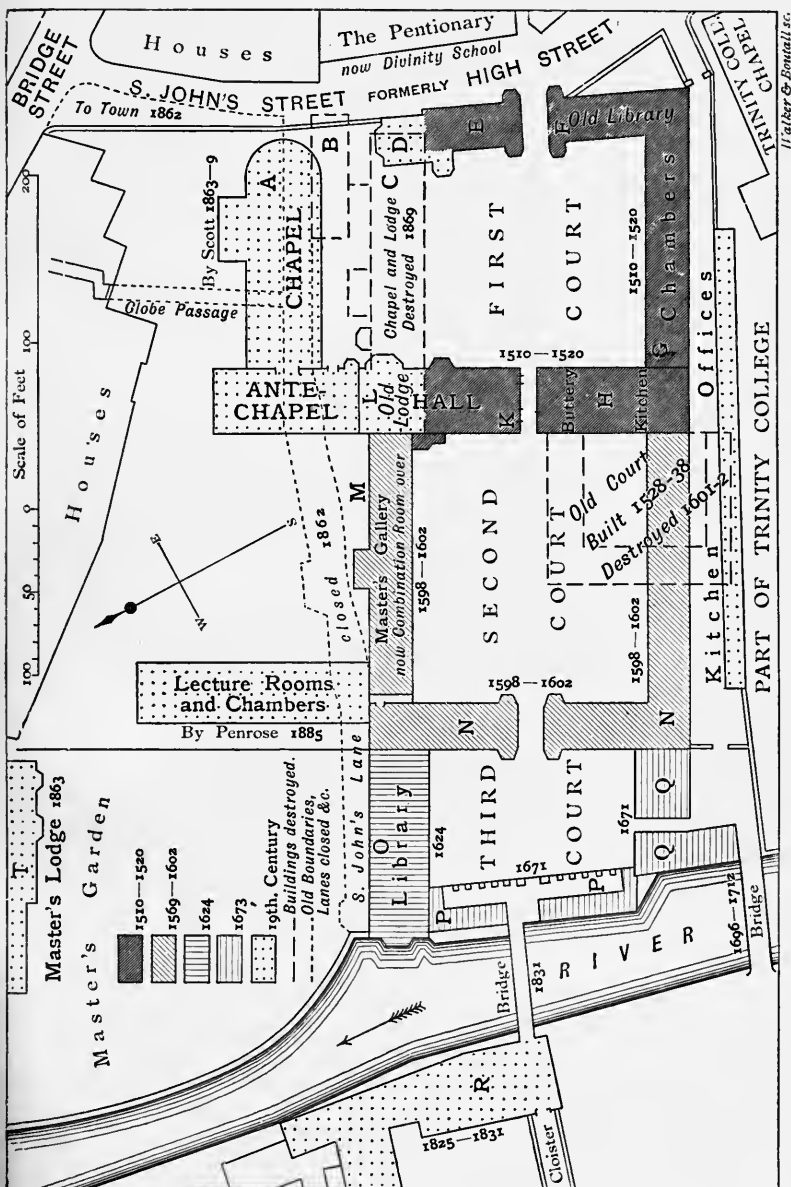 BRIDGE
STREET
Houses
The Pentionary
now Divinity School
S. JOHN'S STREET FORMERLY HIGH STREET
To Town 1862
TRINITY COLL:
CHAPEL
Walker & Boutall sc.
200
100
0
50
100
Scale of Feet
By Scott 1863-9
A
CHAPEL
B
C
D
Chapel and Lodge
Destroyed 1869
E
F
Old Library
Globe Passage
Houses
FIRST
COURT
1510—1520
G
Chambers
1510—1520
ANTE-
CHAPEL
L
Old
Lodge
HALL
K
Buttery
H
Kitchen
Offices
Kitchen
PART OF TRINITY COLLEGE
S
E
W
closed 1862
M
Master's Gallery
now Combination Room over
1598—1602
SECOND
COURT
Old Court
Built 1528-38
Destroyed 1601-2
1598—1602
1598—1602
Lecture Rooms
and Chambers
By Penrose 1885
N
N
S. John's Lane
O
Library
1624
THIRD
COURT
1671
Q
Q
1671
P
P
T
Master's Lodge 1863
Master's Garden
1510—1520
1569—1602
1624
1673
19th. Century
Buildings destroyed.
Old Boundaries,
Lanes closed &c.
RIVER
Bridge
1831
1696—1712
Bridge
R
1825—1831
Cloister